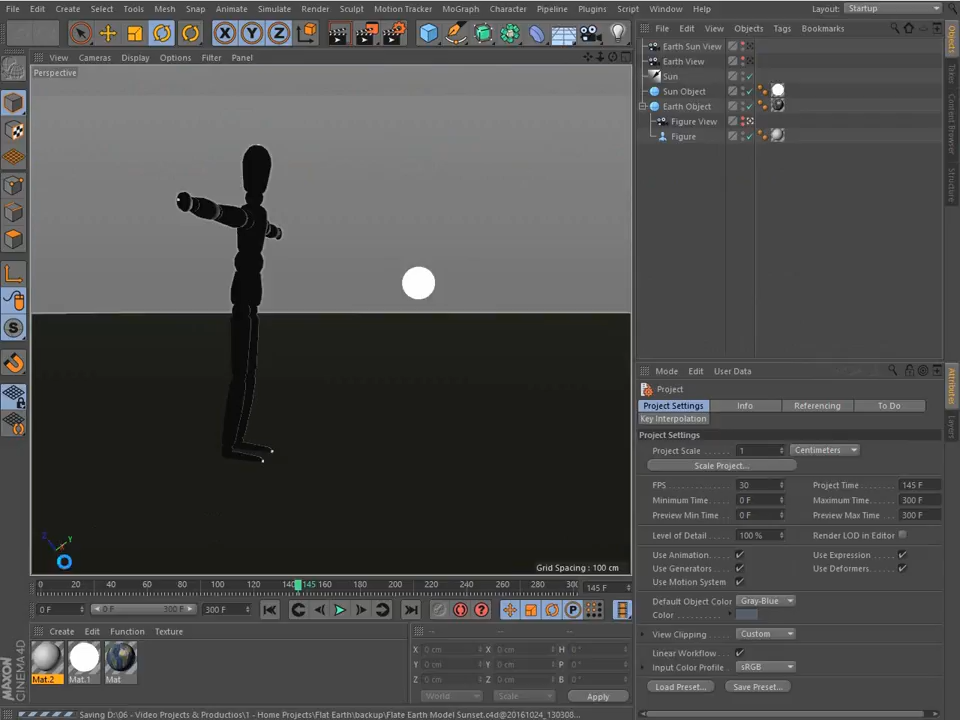 File Edit Create Select Tools Mesh Snap Animate Simulate Render Sculpt Motion Tracker MoGraph Character Pipeline Plugins Script Window Help Layout: Startup
View Cameras Display Options Filter Panel
Perspective
Grid Spacing : 100 cm
File Edit View Objects Tags Bookmarks
Earth Sun View
Earth View
Sun
Sun Object
Earth Object
Figure View
Figure
Objects
Takes
Content Browser
Structure
Mode Edit User Data
Project
Project Settings Info Referencing To Do
Key Interpolation
Project Settings
Project Scale 1 Centimeters
Scale Project...
FPS 30 Project Time 145 F
Minimum Time 0 F Maximum Time 300 F
Preview Min Time 0 F Preview Max Time 300 F
Level of Detail 100 % Render LOD in Editor
Use Animation Use Expression
Use Generators Use Deformers
Use Motion System
Default Object Color Gray-Blue
Color
View Clipping Custom
Linear Workflow
Input Color Profile sRGB
Load Preset... Save Preset...
Attributes
Layers
X Y Z
S
Z Y
0 20 40 60 80 100 120 140 145 160 180 200 220 240 260 280 300 145 F
0 F 0 F 300 F 300 F
P
Create Edit Function Texture
Mat.2 Mat.1 Mat
-- -- --
X 0 cm X 0 cm H 0 °
Y 0 cm Y 0 cm P 0 °
Z 0 cm Z 0 cm B 0 °
World Scale Apply
MAXON
CINEMA4D
Saving D:\06 - Video Projects & Productios\1 - Home Projects\Flat Earth\backup\Flate Earth Model Sunset.c4d@20161024_130308...